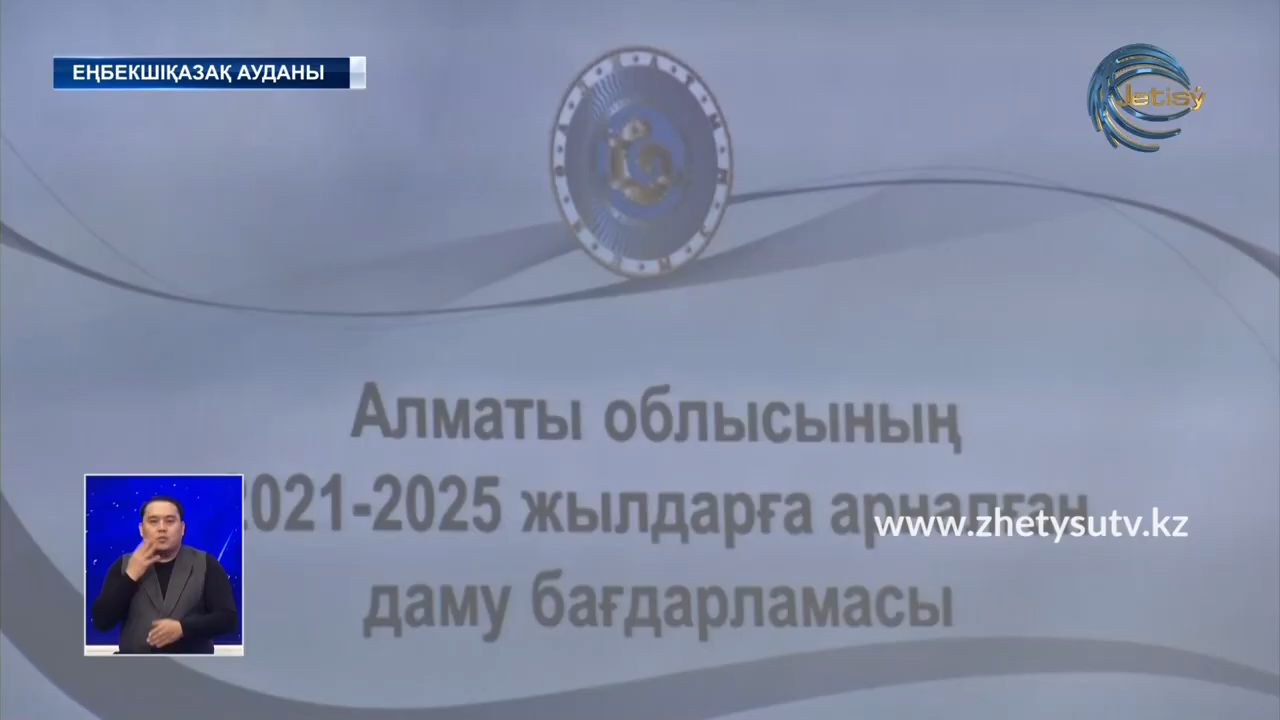 ЕҢБЕКШІҚАЗАҚ АУДАНЫ
Jetisý
Алматы облысының
2021-2025 жылдарға арналған
www.zhetysutv.kz
даму бағдарламасы